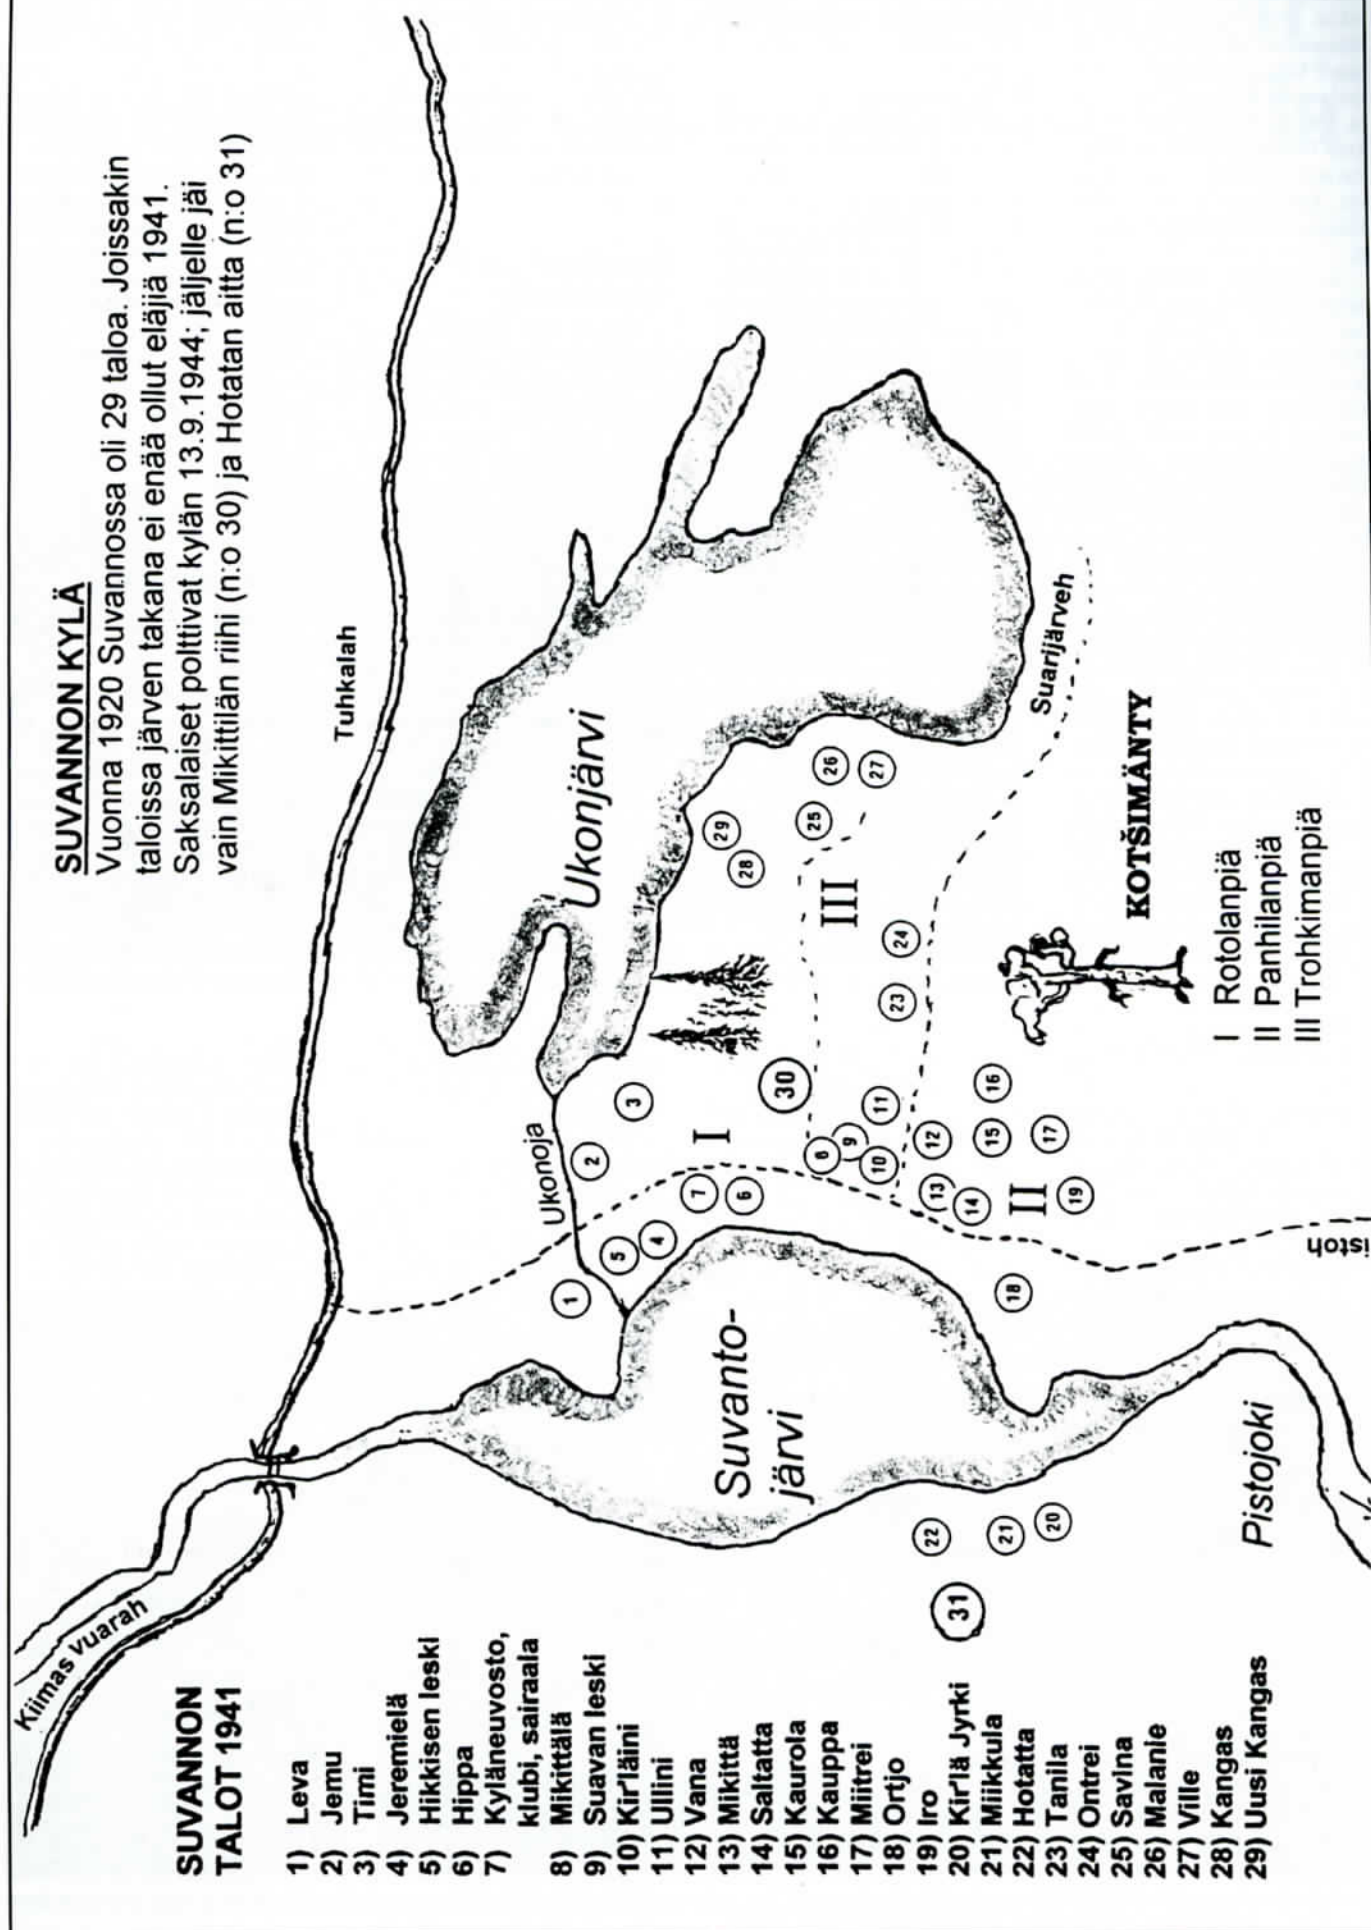 SUVANNON KYLÄ
Vuonna 1920 Suvannossa oli 29 taloa. Joissakin
taloissa järven takana ei enää ollut eläjiä 1941.
Saksalaiset polttivat kylän 13.9.1944; jäljelle jäi
vain Mikittilän riihi (n:o 30) ja Hotatan aitta (n:o 31)
Kiimas vuarah
Tuhkalah
Ukonjärvi
Ukonoja
Suvanto-
järvi
Suarijärveh
KOTŠIMÄNTY
Pistojoki
istoh
I
II
III
1
2
3
4
5
6
7
8
9
10
11
12
13
14
15
16
17
18
19
20
21
22
23
24
25
26
27
28
29
30
31
I Rotolanpiä
II Panhilanpiä
III Trohkimanpiä
SUVANNON
TALOT 1941
1) Leva
2) Jemu
3) Timi
4) Jeremielä
5) Hikkisen leski
6) Hippa
7) Kyläneuvosto,
klubi, sairaala
8) Mikittälä
9) Suavan leski
10) Kir'läini
11) Ullini
12) Vana
13) Mikittä
14) Saltatta
15) Kaurola
16) Kauppa
17) Miitrei
18) Ortjo
19) Iro
20) Kir'lä Jyrki
21) Miikkula
22) Hotatta
23) Tanila
24) Ontrei
25) Savina
26) Malanie
27) Ville
28) Kangas
29) Uusi Kangas